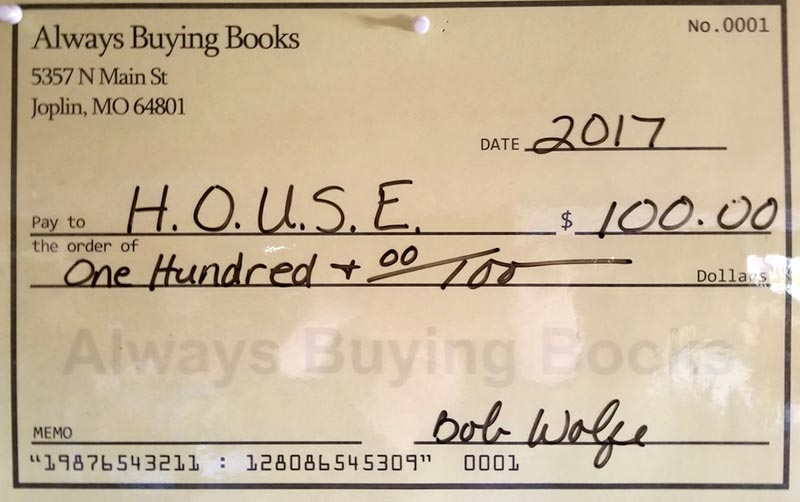 Always Buying Books
No.0001
5357 N Main St
Joplin, MO 64801
DATE 2017
Pay to H.O.U.S.E. $ 100.00
the order of
One Hundred + 00/100 Dollars
Always Buying Books
MEMO Bob Wolfe
"19876543211 : 128086545309" 0001